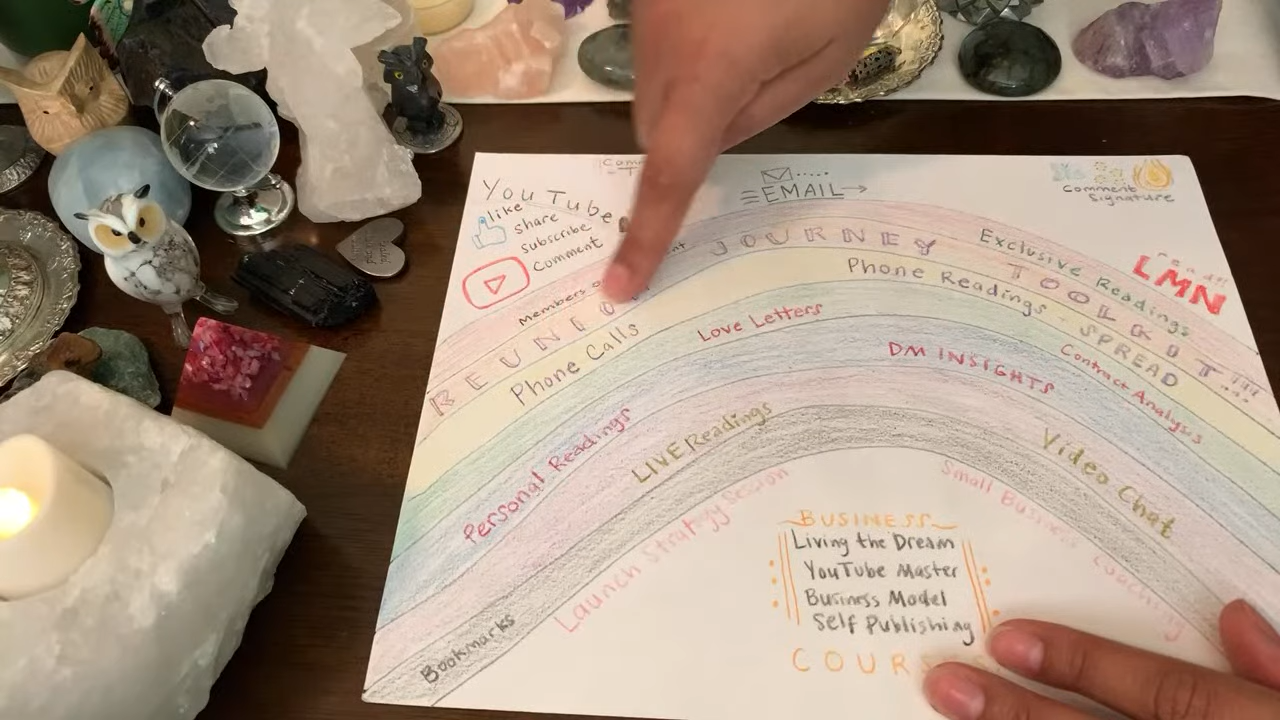 YouTube
like
share
subscribe
Comment
EMAIL
Comment
Signature
LMN
Members
JOURNEY
Exclusive Readings
TOOLKIT...!!!
Phone Calls
Phone Readings - SPREAD
Love Letters
Contract Analysis
Personal Readings
DM INSIGHTS
LIVE Readings
Video Chat
Bookmarks
Launch Strategy Session
Small Business Coaching
BUSINESS
Living the Dream
YouTube Master
Business Model
Self Publishing